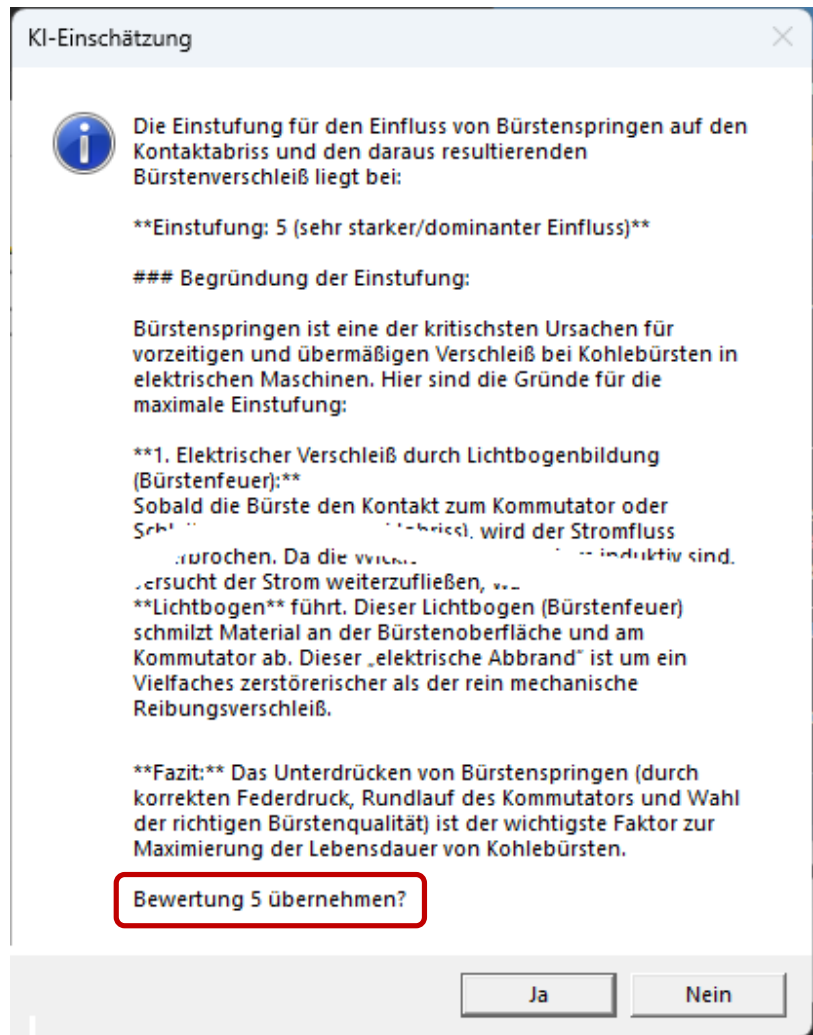 KI-Einschätzung
Die Einstufung für den Einfluss von Bürstenspringen auf den
Kontaktabriss und den daraus resultierenden
Bürstenverschleiß liegt bei:
**Einstufung: 5 (sehr starker/dominanter Einfluss)**
### Begründung der Einstufung:
Bürstenspringen ist eine der kritischsten Ursachen für
vorzeitigen und übermäßigen Verschleiß bei Kohlebürsten in
elektrischen Maschinen. Hier sind die Gründe für die
maximale Einstufung:
**1. Elektrischer Verschleiß durch Lichtbogenbildung
(Bürstenfeuer):**
Sobald die Bürste den Kontakt zum Kommutator oder
wird der Stromfluss
Da die induktiv sind,
versucht der Strom weiterzufließen,
**Lichtbogen** führt. Dieser Lichtbogen (Bürstenfeuer)
schmilzt Material an der Bürstenoberfläche und am
Kommutator ab. Dieser „elektrische Abbrand“ ist um ein
Vielfaches zerstörerischer als der rein mechanische
Reibungsverschleiß.
**Fazit:** Das Unterdrücken von Bürstenspringen (durch
korrekten Federdruck, Rundlauf des Kommutators und Wahl
der richtigen Bürstenqualität) ist der wichtigste Faktor zur
Maximierung der Lebensdauer von Kohlebürsten.
Bewertung 5 übernehmen?
Ja
Nein